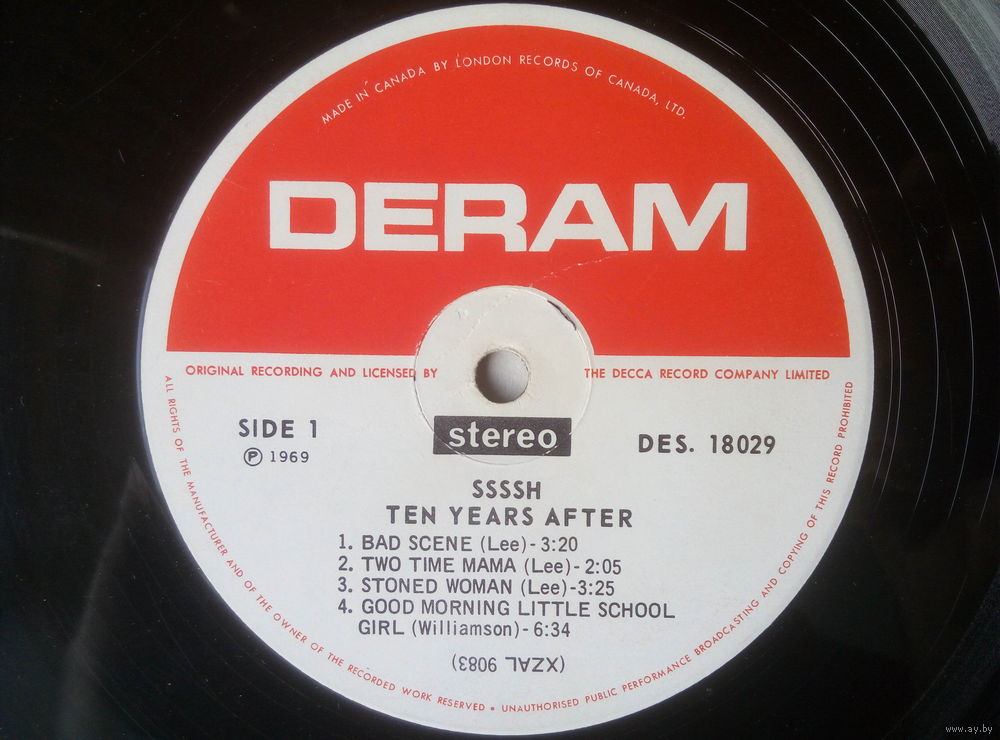 MADE IN CANADA BY LONDON RECORDS OF CANADA, LTD.
DERAM
ORIGINAL RECORDING AND LICENSED BY THE DECCA RECORD COMPANY LIMITED
SIDE 1
Ⓟ 1969
stereo
DES. 18029
SSSSH
TEN YEARS AFTER
1. BAD SCENE (Lee) - 3:20
2. TWO TIME MAMA (Lee) - 2:05
3. STONED WOMAN (Lee) - 3:25
4. GOOD MORNING LITTLE SCHOOL
GIRL (Williamson) - 6:34
(XZAL 9083)
ALL RIGHTS OF THE MANUFACTURER AND OF THE OWNER OF THE RECORDED WORK RESERVED • UNAUTHORISED PUBLIC PERFORMANCE BROADCASTING AND COPYING OF THIS RECORD PROHIBITED
www.ay.by